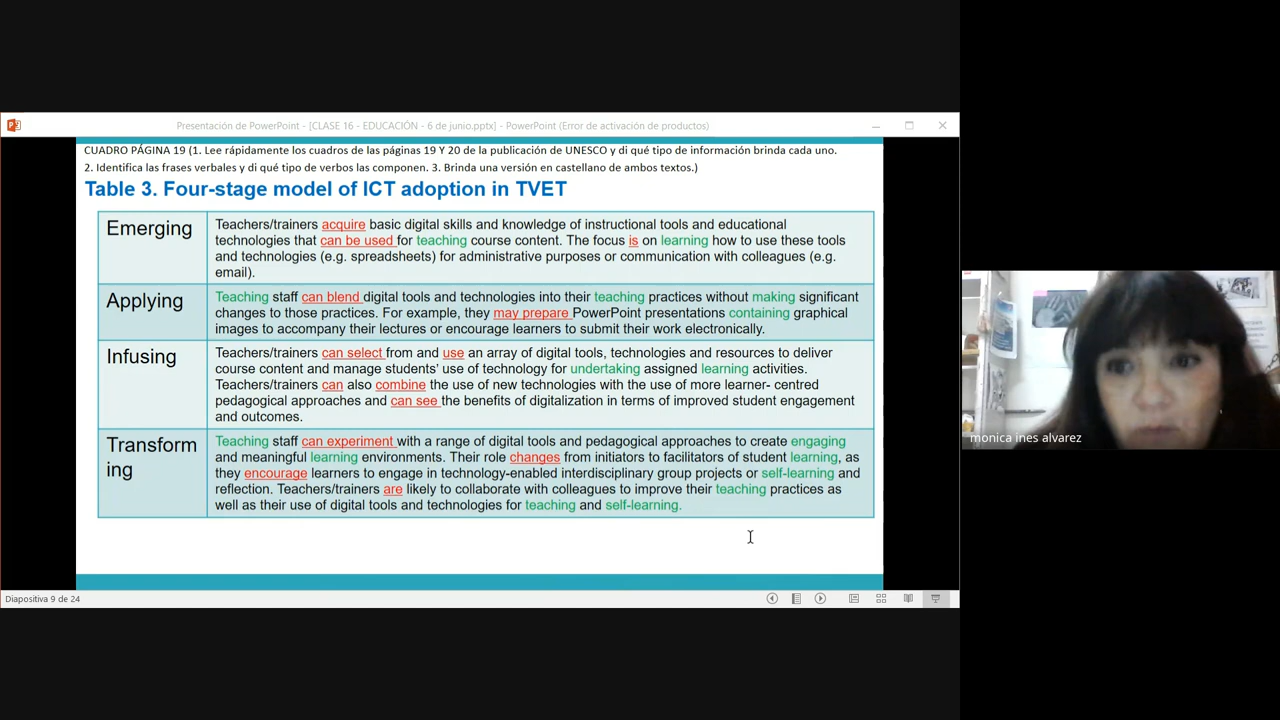 Presentación de PowerPoint - [CLASE 16 - EDUCACIÓN - 6 de junio.pptx] - PowerPoint (Error de activación de productos)
CUADRO PÁGINA 19 (1. Lee rápidamente los cuadros de las páginas 19 Y 20 de la publicación de UNESCO y di qué tipo de información brinda cada uno.
2. Identifica las frases verbales y di qué tipo de verbos las componen. 3. Brinda una versión en castellano de ambos textos.)
Table 3. Four-stage model of ICT adoption in TVET
Emerging
Teachers/trainers acquire basic digital skills and knowledge of instructional tools and educational
technologies that can be used for teaching course content. The focus is on learning how to use these tools
and technologies (e.g. spreadsheets) for administrative purposes or communication with colleagues (e.g.
email).
Applying
Teaching staff can blend digital tools and technologies into their teaching practices without making significant
changes to those practices. For example, they may prepare PowerPoint presentations containing graphical
images to accompany their lectures or encourage learners to submit their work electronically.
Infusing
Teachers/trainers can select from and use an array of digital tools, technologies and resources to deliver
course content and manage students' use of technology for undertaking assigned learning activities.
Teachers/trainers can also combine the use of new technologies with the use of more learner- centred
pedagogical approaches and can see the benefits of digitalization in terms of improved student engagement
and outcomes.
Transform
ing
Teaching staff can experiment with a range of digital tools and pedagogical approaches to create engaging
and meaningful learning environments. Their role changes from initiators to facilitators of student learning, as
they encourage learners to engage in technology-enabled interdisciplinary group projects or self-learning and
reflection. Teachers/trainers are likely to collaborate with colleagues to improve their teaching practices as
well as their use of digital tools and technologies for teaching and self-learning.
monica ines alvarez
Diapositiva 9 de 24